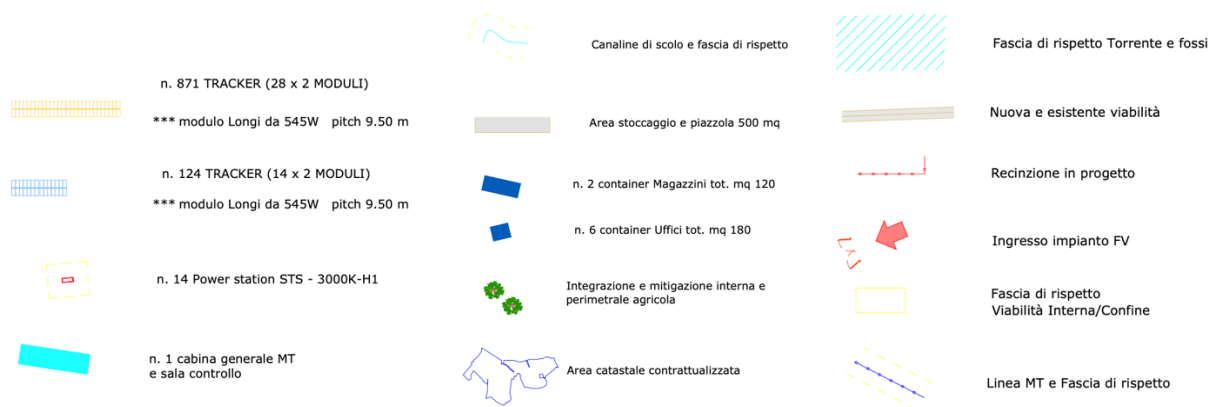 n. 871 TRACKER (28 x 2 MODULI)
*** modulo Longi da 545W pitch 9.50 m
n. 124 TRACKER (14 x 2 MODULI)
*** modulo Longi da 545W pitch 9.50 m
n. 14 Power station STS - 3000K-H1
n. 1 cabina generale MT
e sala controllo
Canaline di scolo e fascia di rispetto
Area stoccaggio e piazzola 500 mq
n. 2 container Magazzini tot. mq 120
n. 6 container Uffici tot. mq 180
Integrazione e mitigazione interna e
perimetrale agricola
Area catastale contrattualizzata
Fascia di rispetto Torrente e fossi
Nuova e esistente viabilità
Recinzione in progetto
Ingresso impianto FV
Fascia di rispetto
Viabilità Interna/Confine
Linea MT e Fascia di rispetto